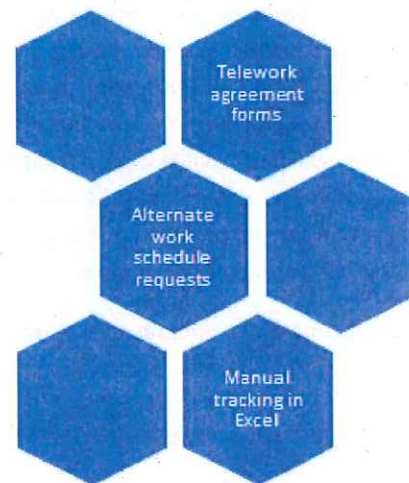 Telework
agreement
forms
Alternate
work
schedule
requests
Manual
tracking in
Excel